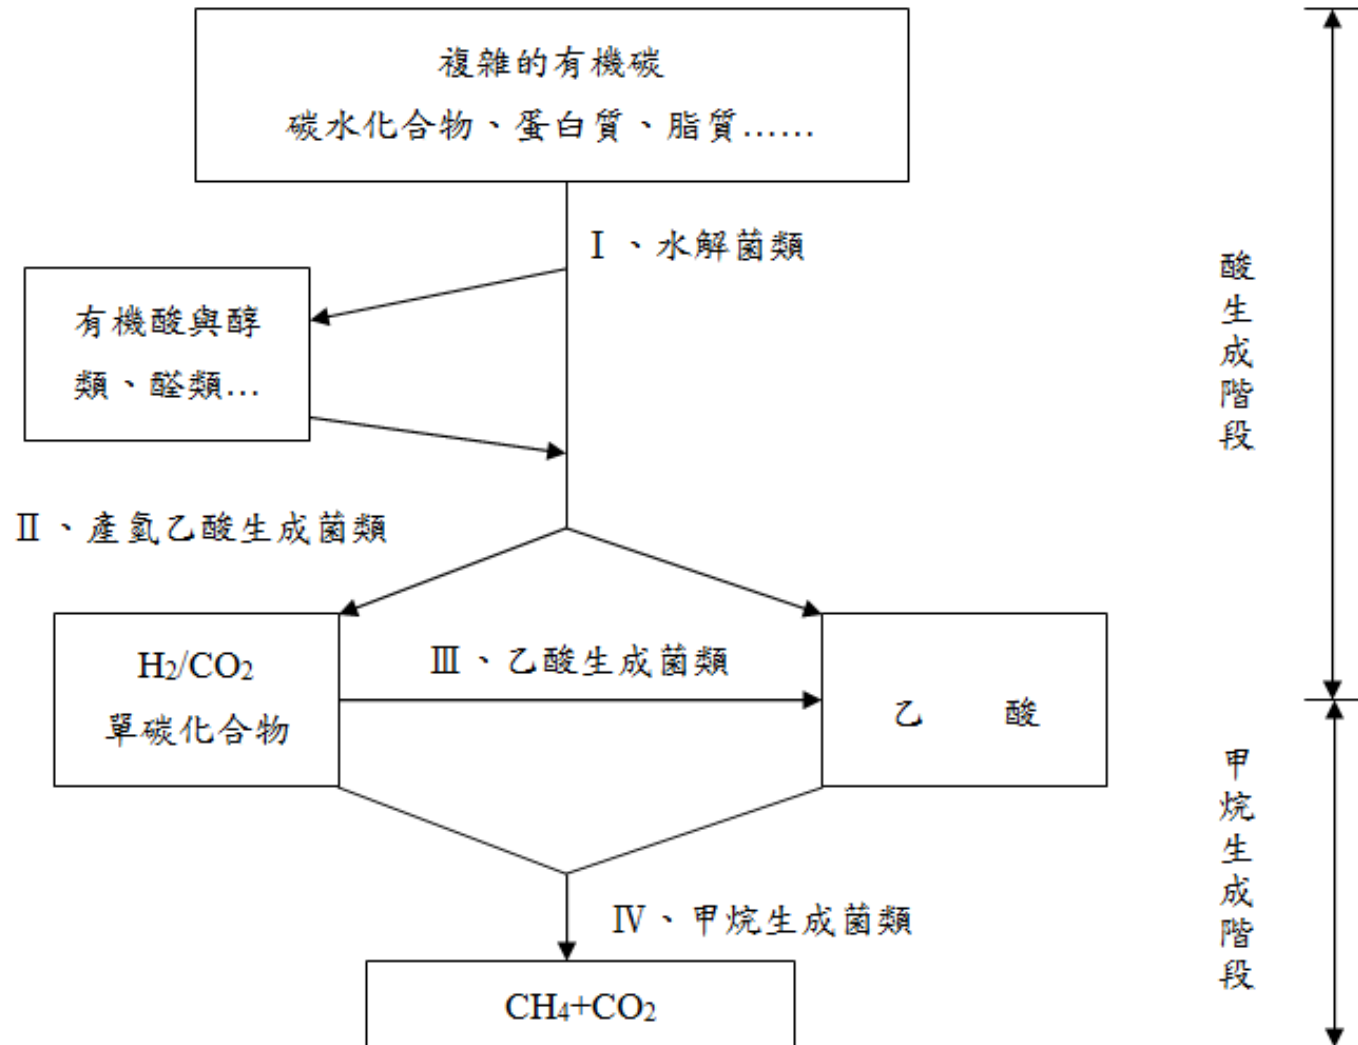 複雜的有機碳
碳水化合物、蛋白質、脂質……
Ⅰ、水解菌類
有機酸與醇
類、醛類…
Ⅱ、產氫乙酸生成菌類
H₂/CO₂
單碳化合物
Ⅲ、乙酸生成菌類
乙 酸
Ⅳ、甲烷生成菌類
CH₄+CO₂
酸生成階段
甲烷生成階段